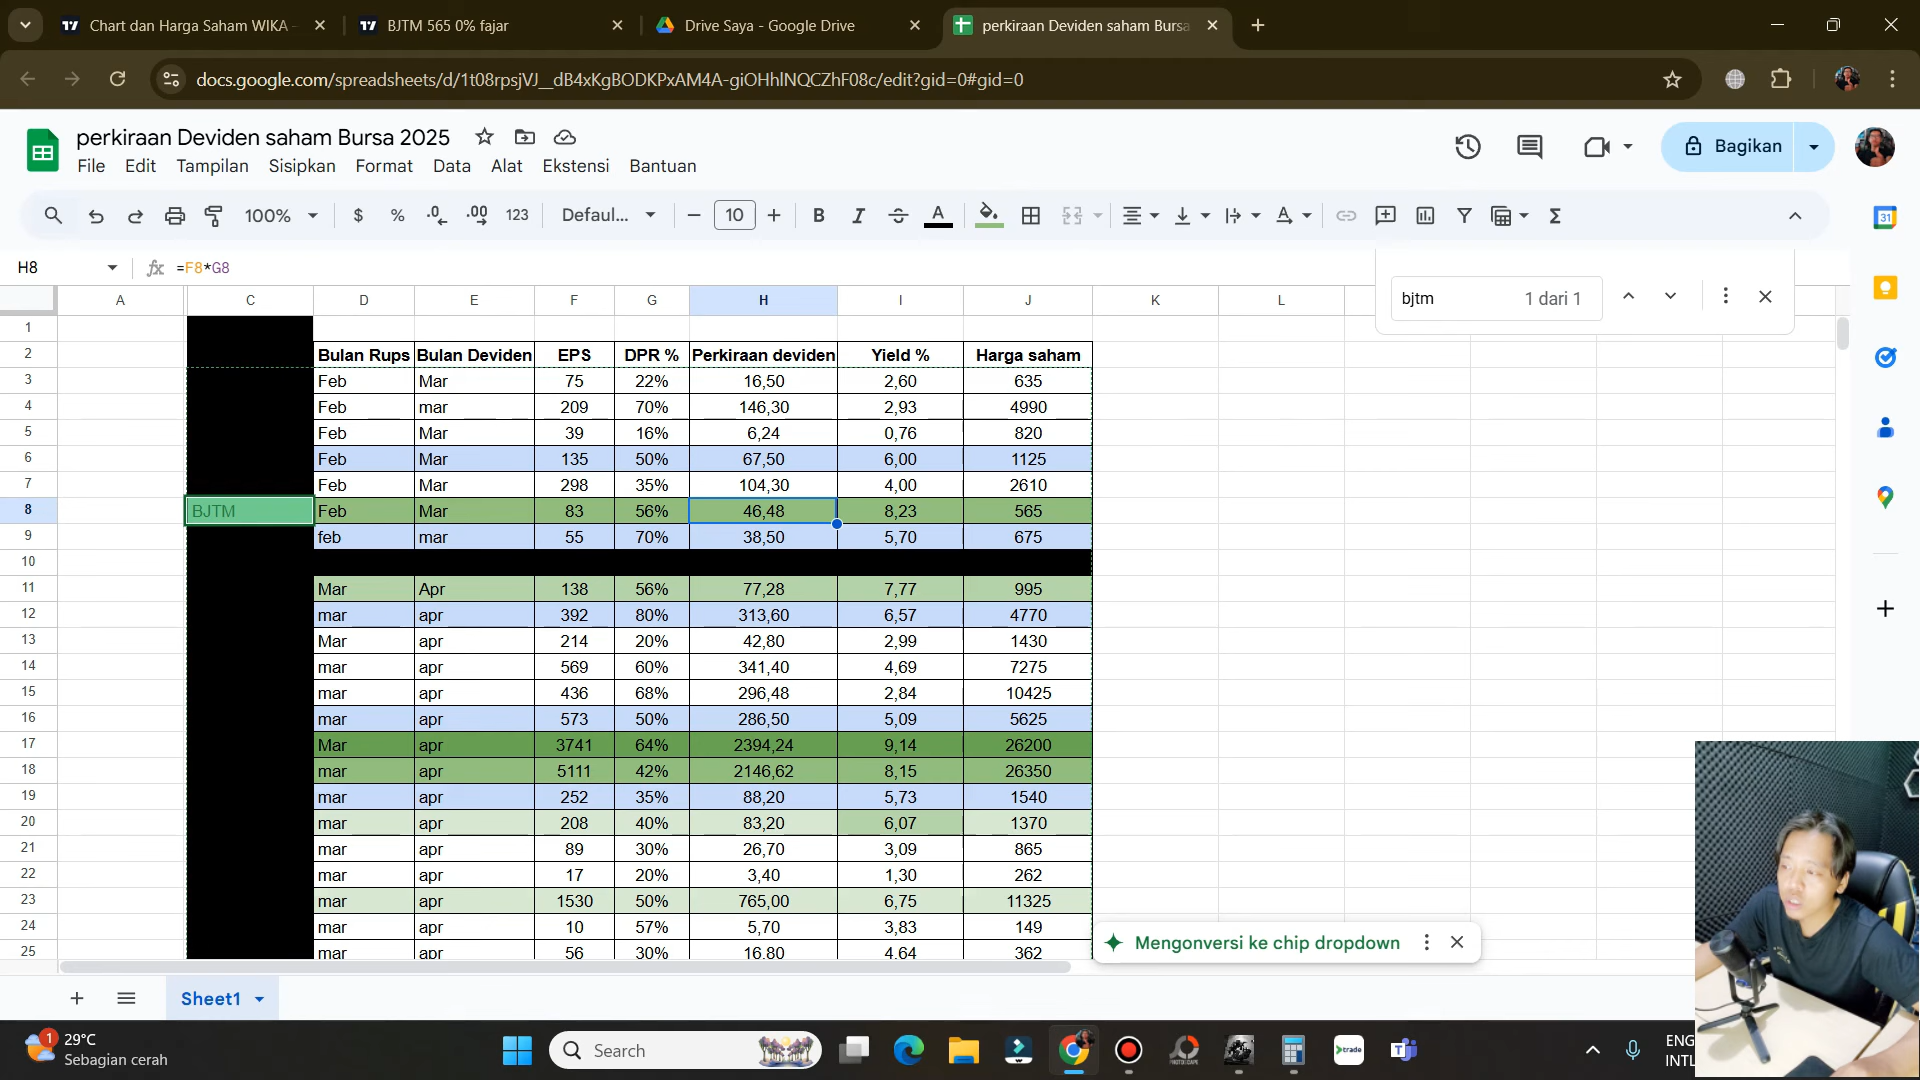 Chart dan Harga Saham WIKA -
BJTM 565 0% fajar
Drive Saya - Google Drive
perkiraan Deviden saham Bursa
docs.google.com/spreadsheets/d/1t08rpsjVJ__dB4xKgBODKPxAM4A-giOHhlNQCZhF08c/edit?gid=0#gid=0
perkiraan Deviden saham Bursa 2025
File Edit Tampilan Sisipkan Format Data Alat Ekstensi Bantuan
Bagikan
100% $ % .0 .00 123 Defaul... 10 B I A Σ
H8 fx =F8*G8
bjtm 1 dari 1
A C D E F G H I J K L
1
2 Bulan Rups Bulan Deviden EPS DPR % Perkiraan deviden Yield % Harga saham
3 Feb Mar 75 22% 16,50 2,60 635
4 Feb mar 209 70% 146,30 2,93 4990
5 Feb Mar 39 16% 6,24 0,76 820
6 Feb Mar 135 50% 67,50 6,00 1125
7 Feb Mar 298 35% 104,30 4,00 2610
8 BJTM Feb Mar 83 56% 46,48 8,23 565
9 feb mar 55 70% 38,50 5,70 675
10
11 Mar Apr 138 56% 77,28 7,77 995
12 mar apr 392 80% 313,60 6,57 4770
13 Mar apr 214 20% 42,80 2,99 1430
14 mar apr 569 60% 341,40 4,69 7275
15 mar apr 436 68% 296,48 2,84 10425
16 mar apr 573 50% 286,50 5,09 5625
17 Mar apr 3741 64% 2394,24 9,14 26200
18 mar apr 5111 42% 2146,62 8,15 26350
19 mar apr 252 35% 88,20 5,73 1540
20 mar apr 208 40% 83,20 6,07 1370
21 mar apr 89 30% 26,70 3,09 865
22 mar apr 17 20% 3,40 1,30 262
23 mar apr 1530 50% 765,00 6,75 11325
24 mar apr 10 57% 5,70 3,83 149
25 mar apr 56 30% 16,80 4,64 362
Mengonversi ke chip dropdown
Sheet1
31
1
29°C
Sebagian cerah
Search
trade
ENG
INTL